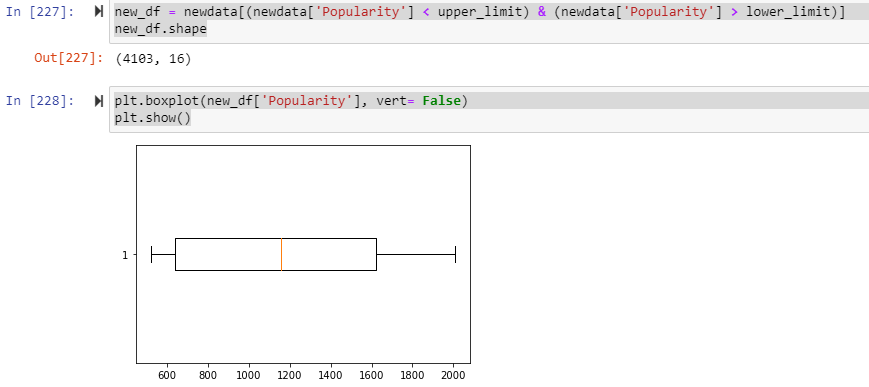 In [227]:
new_df = newdata[(newdata['Popularity'] < upper_limit) & (newdata['Popularity'] > lower_limit)]
new_df.shape
Out[227]: (4103, 16)
In [228]:
plt.boxplot(new_df['Popularity'], vert= False)
plt.show()
1
600 800 1000 1200 1400 1600 1800 2000